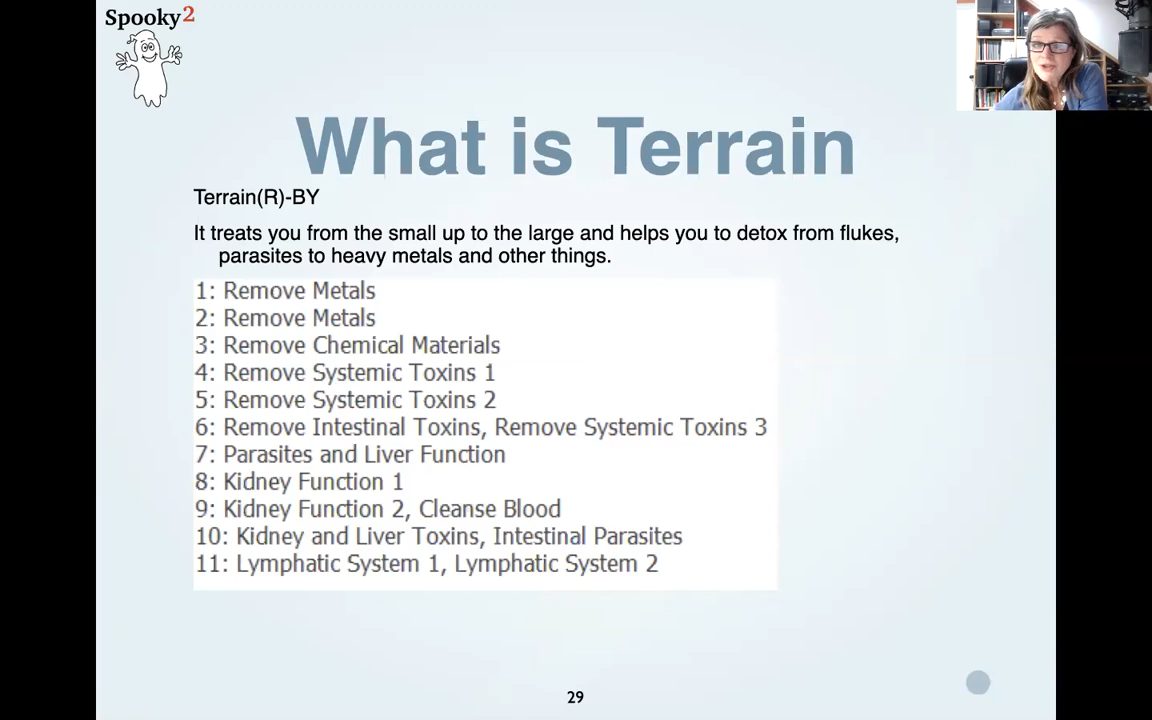 Spooky2
What is Terrain
Terrain(R)-BY
It treats you from the small up to the large and helps you to detox from flukes,
parasites to heavy metals and other things.
1: Remove Metals
2: Remove Metals
3: Remove Chemical Materials
4: Remove Systemic Toxins 1
5: Remove Systemic Toxins 2
6: Remove Intestinal Toxins, Remove Systemic Toxins 3
7: Parasites and Liver Function
8: Kidney Function 1
9: Kidney Function 2, Cleanse Blood
10: Kidney and Liver Toxins, Intestinal Parasites
11: Lymphatic System 1, Lymphatic System 2
29